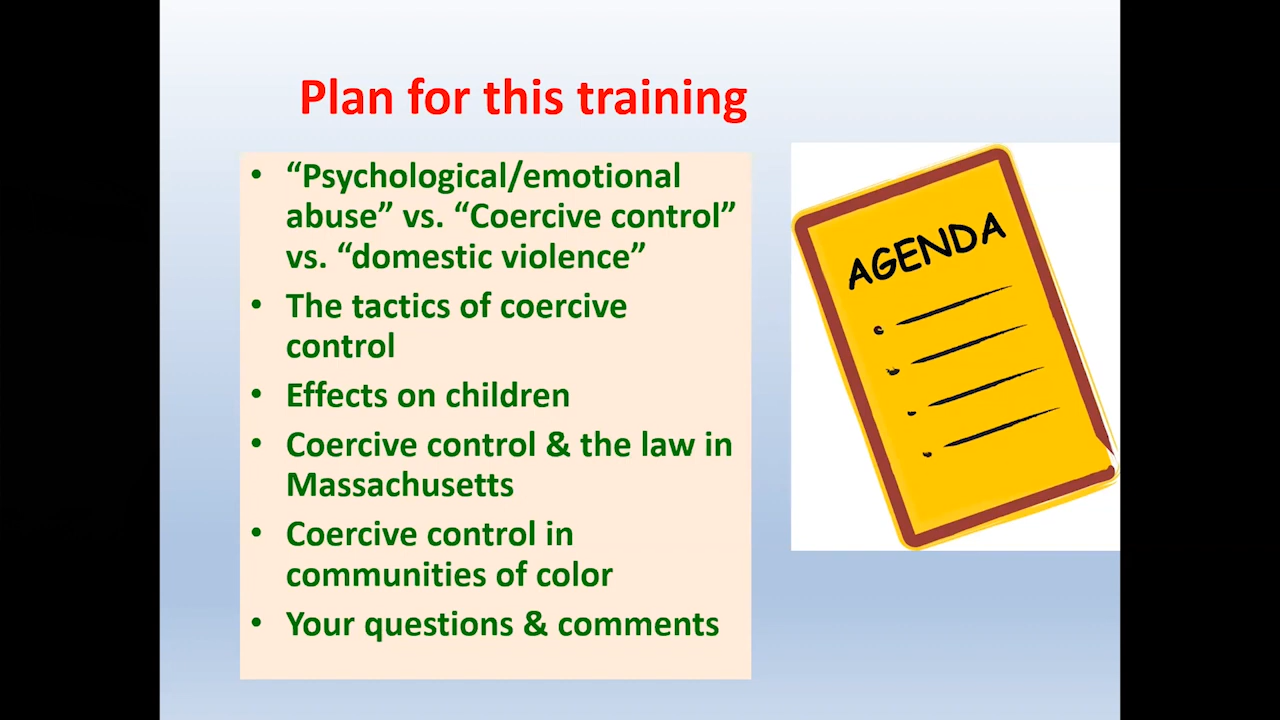 Plan for this training
• “Psychological/emotional
abuse” vs. “Coercive control”
vs. “domestic violence”
• The tactics of coercive
control
• Effects on children
• Coercive control & the law in
Massachusetts
• Coercive control in
communities of color
• Your questions & comments
AGENDA